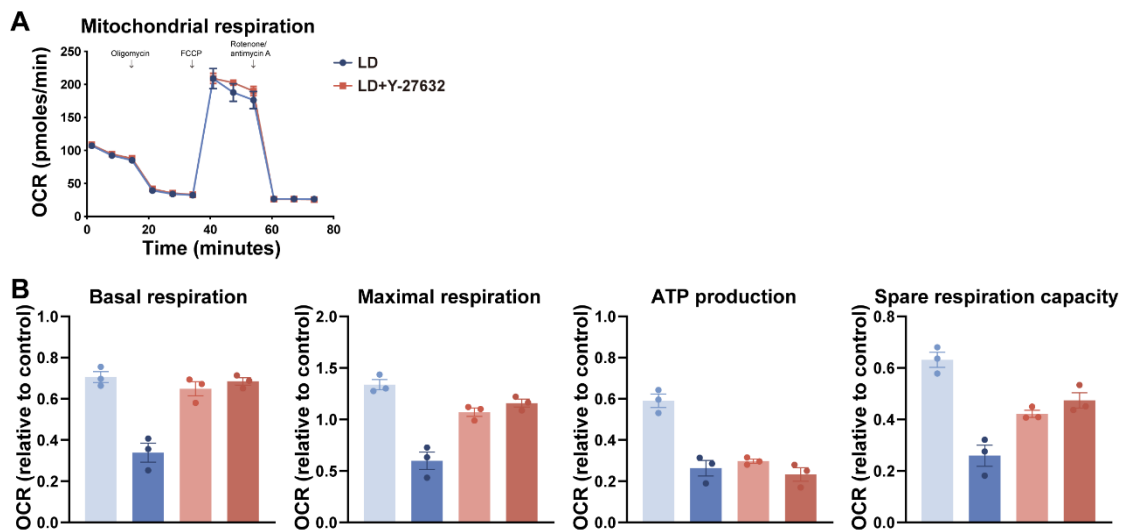 A
Mitochondrial respiration
Oligomycin
↓
FCCP
↓
Rotenone/
antimycin A
↓
OCR (pmoles/min)
250
200
150
100
50
0
0
20
40
60
80
Time (minutes)
LD
LD+Y-27632
B
Basal respiration
OCR (relative to control)
1.0
0.8
0.6
0.4
0.2
0.0
Maximal respiration
OCR (relative to control)
2.0
1.5
1.0
0.5
0.0
ATP production
OCR (relative to control)
1.0
0.8
0.6
0.4
0.2
0.0
Spare respiration capacity
OCR (relative to control)
0.8
0.6
0.4
0.2
0.0